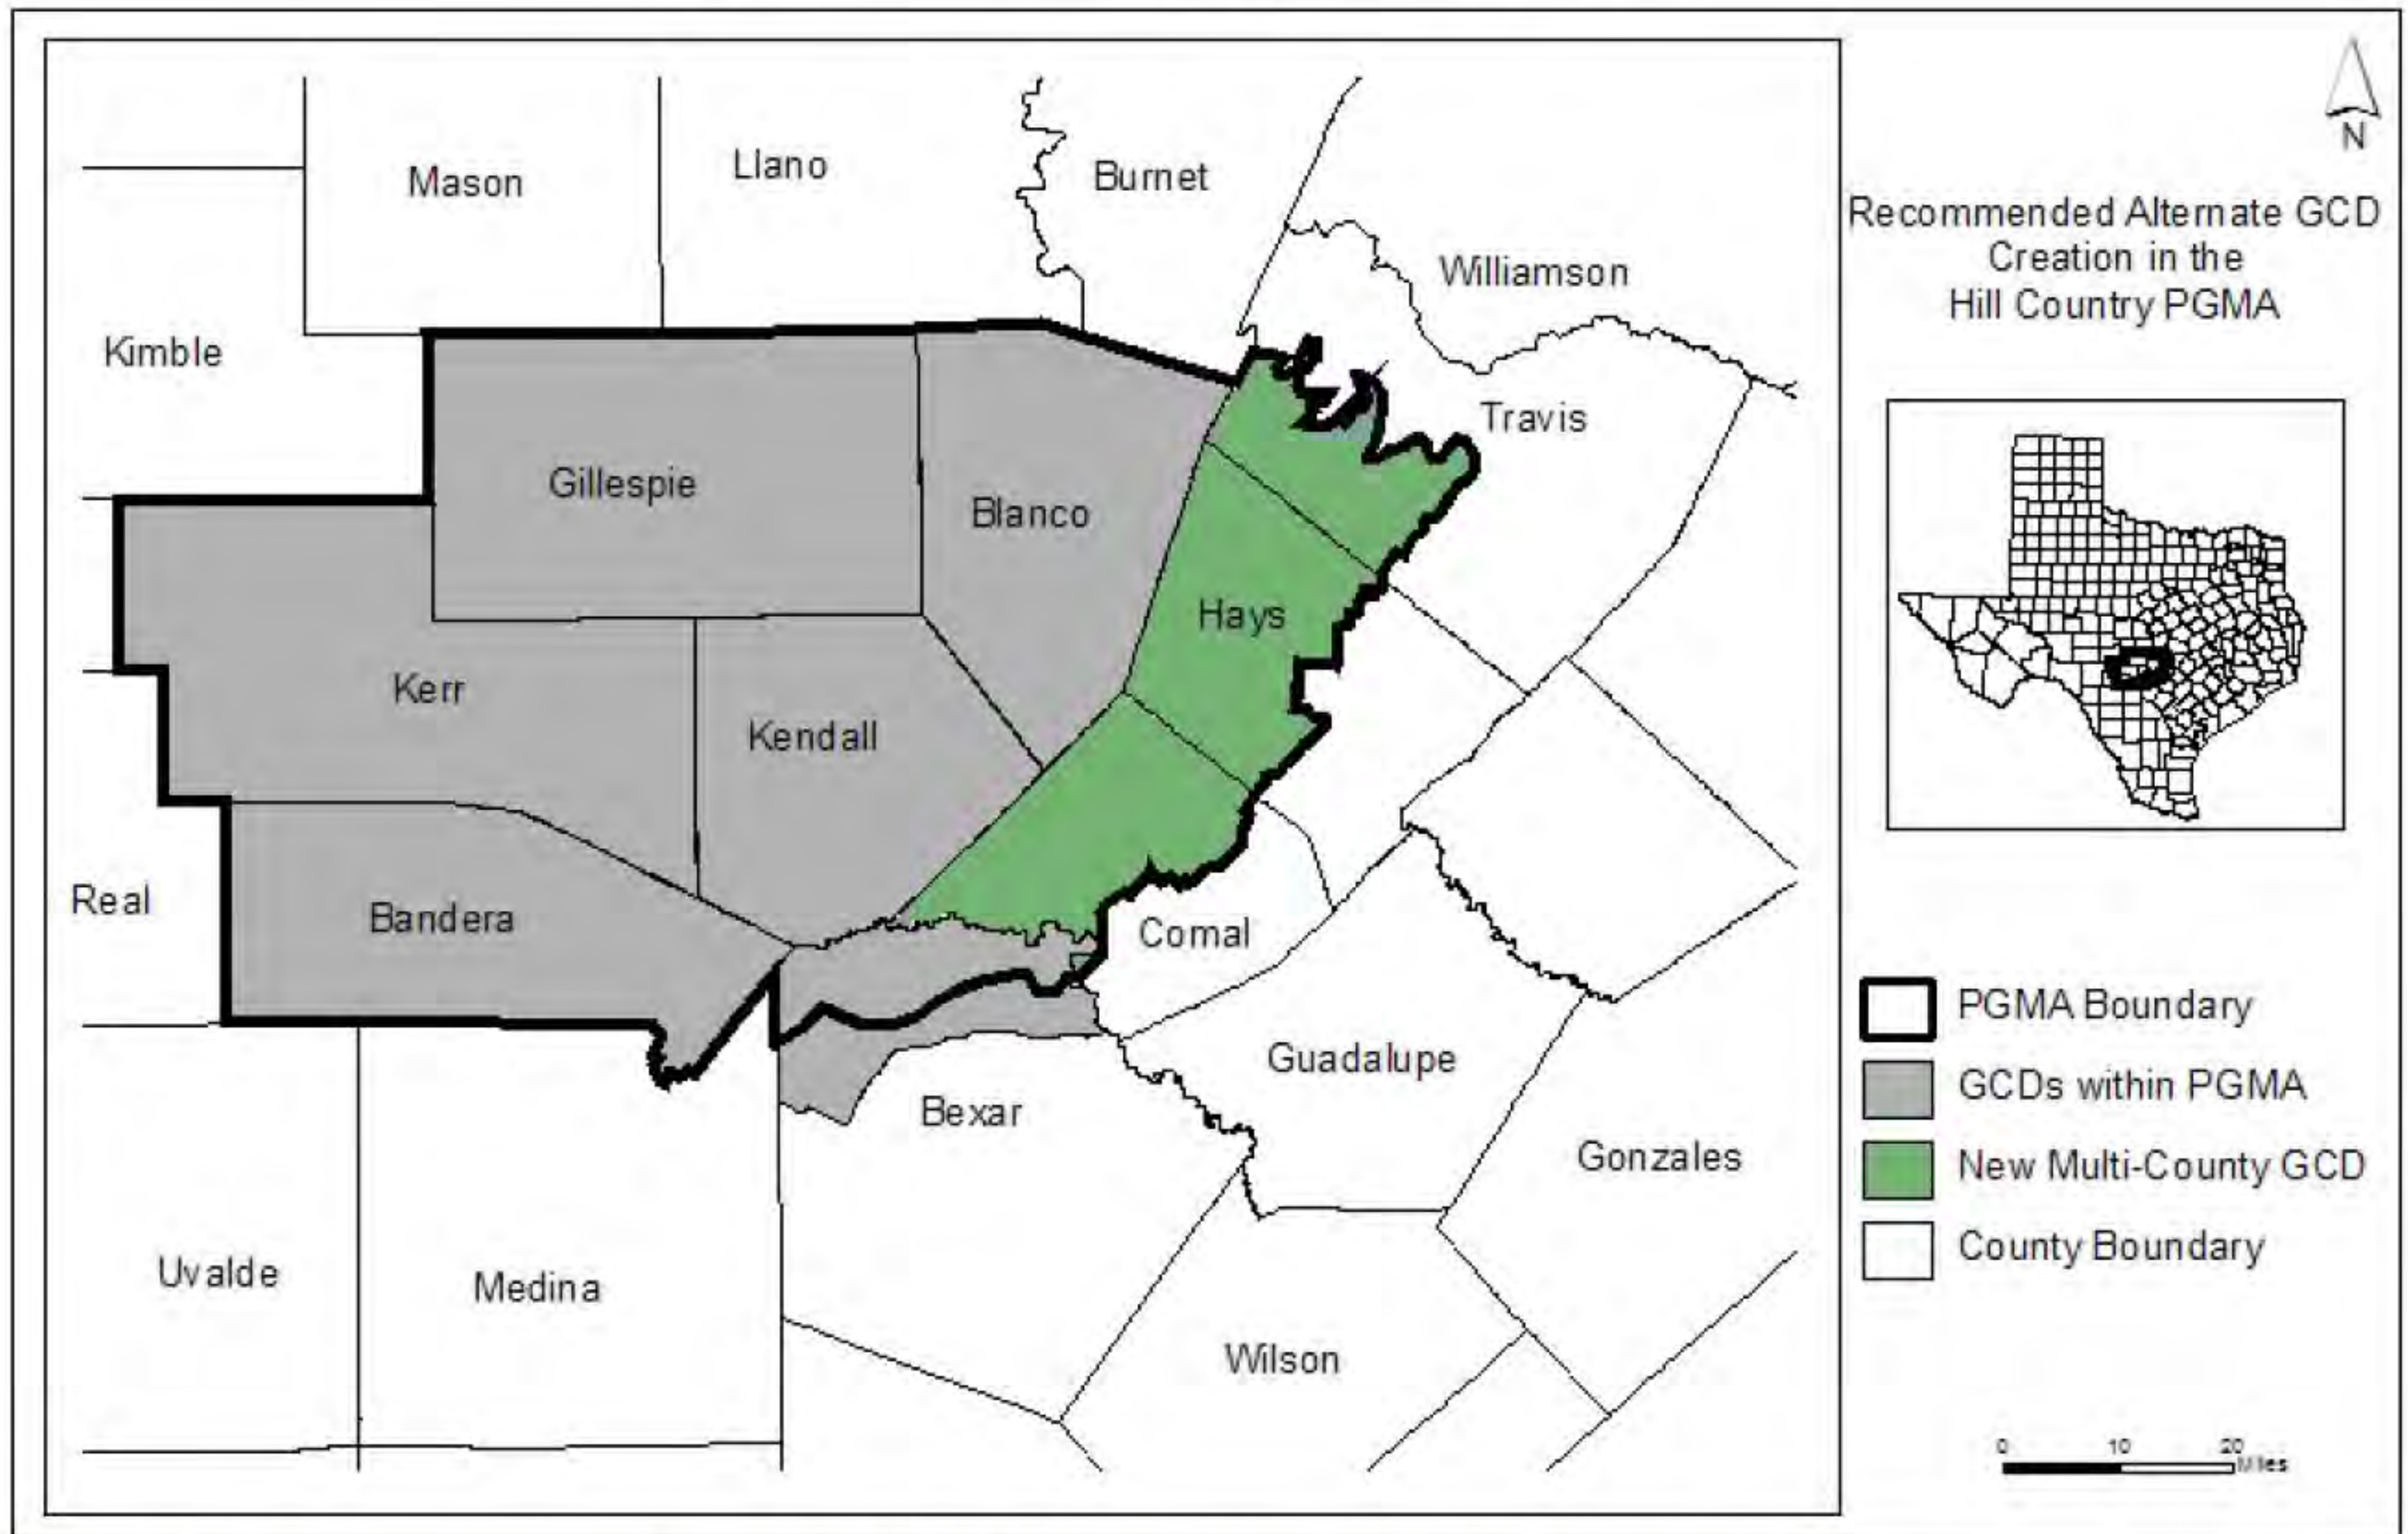 Mason
Llano
Burnet
Williamson
Kimble
Travis
Gillespie
Blanco
Hays
Kerr
Kendall
Real
Bandera
Comal
Guadalupe
Bexar
Gonzales
Uvalde
Medina
Wilson
N
Recommended Alternate GCD
Creation in the
Hill Country PGMA
PGMA Boundary
GCDs within PGMA
New Multi-County GCD
County Boundary
0 10 20
Miles